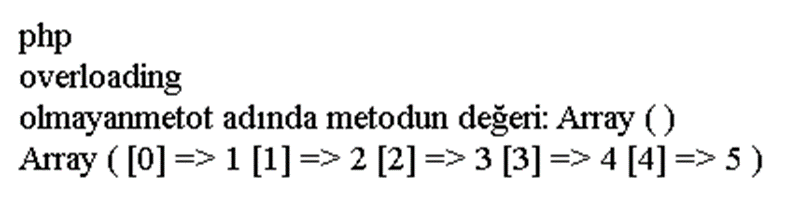 php
overloading
olmayanmetot adında metodun değeri: Array ( )
Array ( [0] => 1 [1] => 2 [2] => 3 [3] => 4 [4] => 5 )